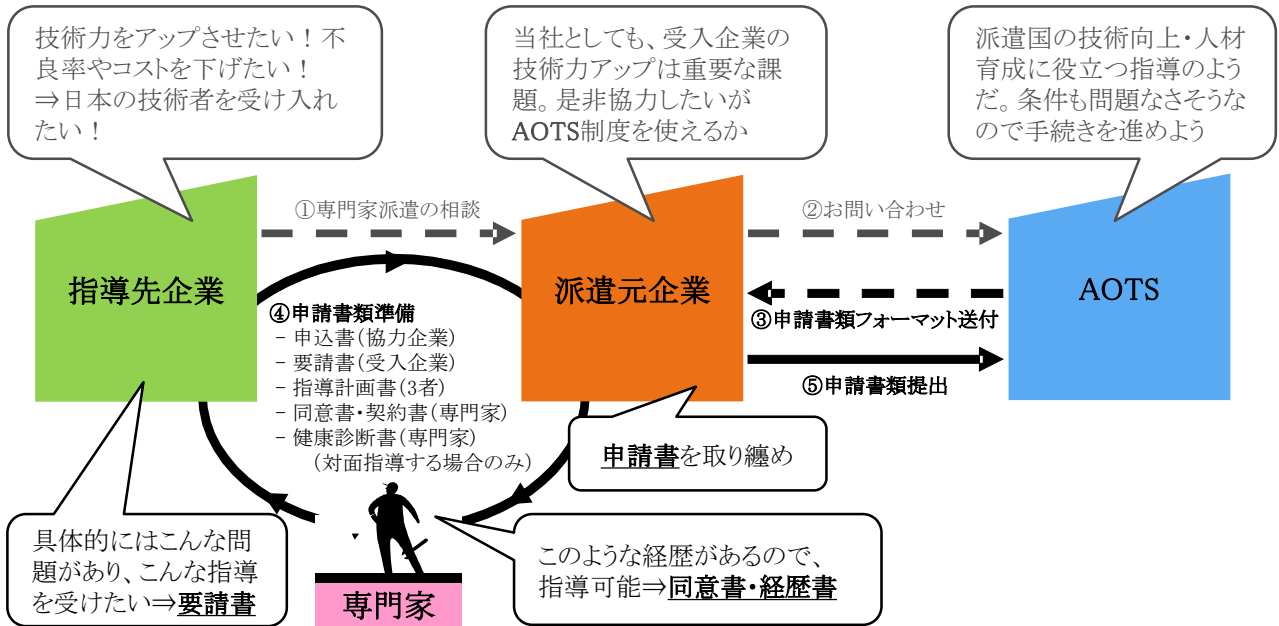 技術力をアップさせたい！不
良率やコストを下げたい！
⇒日本の技術者を受け入れ
たい！
当社としても、受入企業の
技術力アップは重要な課
題。是非協力したいが
AOTS制度を使えるか
派遣国の技術向上・人材
育成に役立つ指導のよう
だ。条件も問題なさそうな
ので手続きを進めよう
①専門家派遣の相談
②お問い合わせ
指導先企業
派遣元企業
AOTS
③申請書類フォーマット送付
④申請書類準備
- 申込書(協力企業)
- 要請書(受入企業)
- 指導計画書(3者)
- 同意書・契約書(専門家)
- 健康診断書(専門家)
(対面指導する場合のみ)
⑤申請書類提出
申請書を取り纏め
具体的にはこんな問
題があり、こんな指導
を受けたい⇒要請書
このような経歴があるので、
指導可能⇒同意書・経歴書
専門家